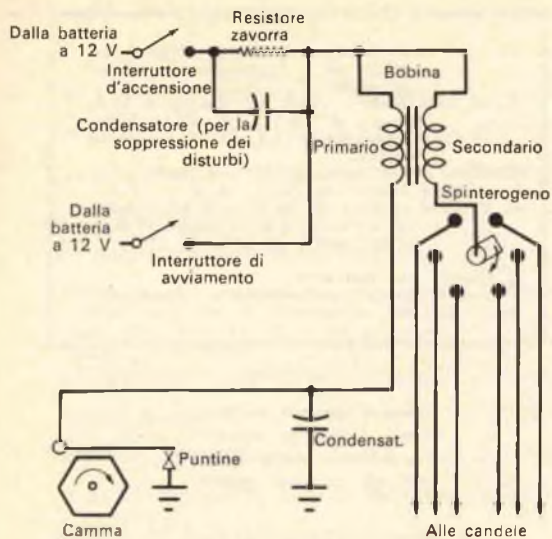 Resistore
zavorra
Dalla batteria
a 12 V
Interruttore
d'accensione
Bobina
Condensatore (per la
soppressione dei
disturbi)
Primario
Secondario
Spinterogeno
Dalla
batteria
a 12 V
Interruttore di
avviamento
Condensat.
Puntine
Camma
Alle candele